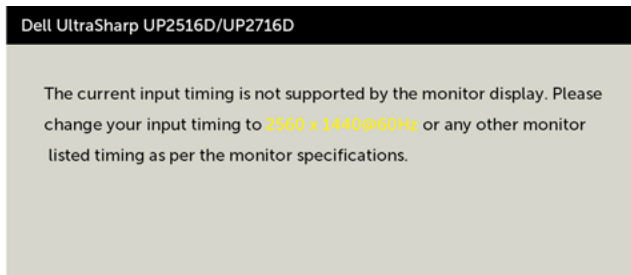 Dell UltraSharp UP2516D/UP2716D
The current input timing is not supported by the monitor display. Please
change your input timing to 2560 x 1440@60Hz or any other monitor
listed timing as per the monitor specifications.